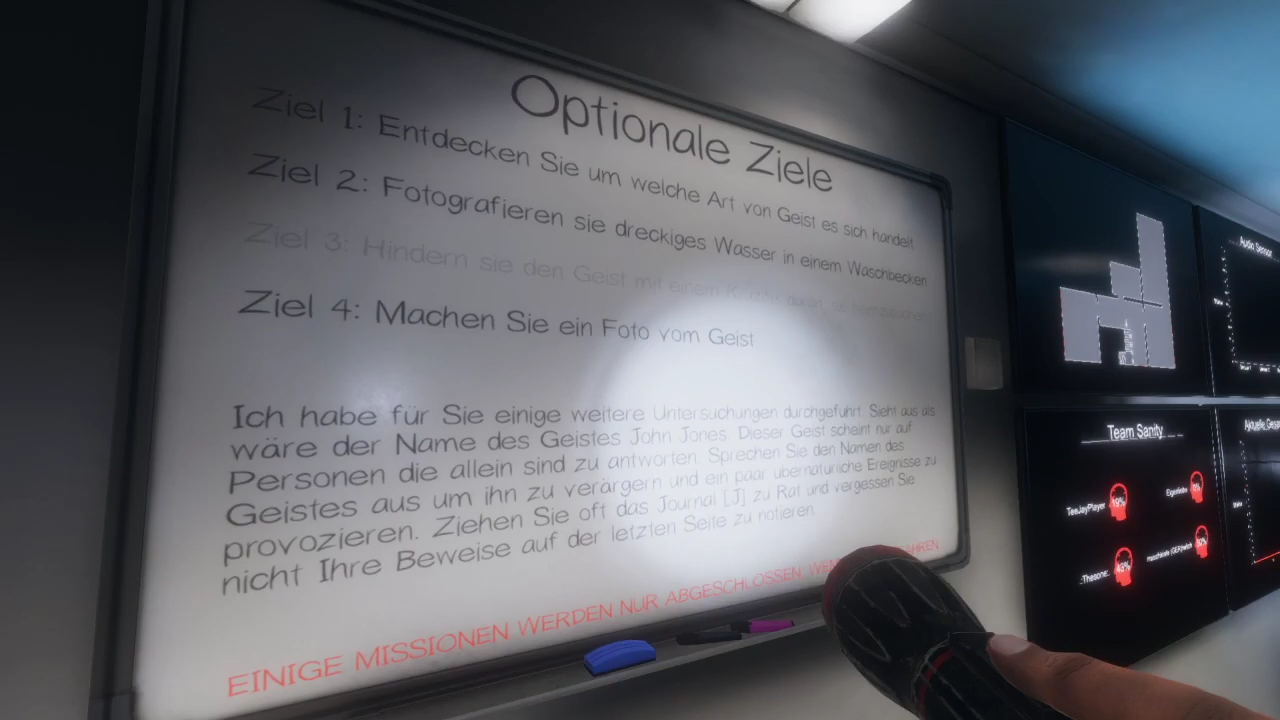 Optionale Ziele
Ziel 1: Entdecken Sie um welche Art von Geist es sich handelt
Ziel 2: Fotografieren sie dreckiges Wasser in einem Waschbecken
Ziel 3: Hindern sie den Geist mit einem
Ziel 4: Machen Sie ein Foto vom Geist
Ich habe für Sie einige weitere Untersuchungen durchgeführt. Sieht aus als
wäre der Name des Geistes John Jones. Dieser Geist scheint nur auf
Personen die allein sind zu antworten. Sprechen Sie den Namen des
Geistes aus um ihn zu verärgern und ein paar übernatürliche Ereignisse zu
provozieren. Ziehen Sie oft das Journal [J] zu Rat und vergessen Sie
nicht Ihre Beweise auf der letzten Seite zu notieren.
EINIGE MISSIONEN WERDEN NUR ABGESCHLOSSEN
Audio Sensor
Team Sanity
TeeJayPlayer
19%
43%